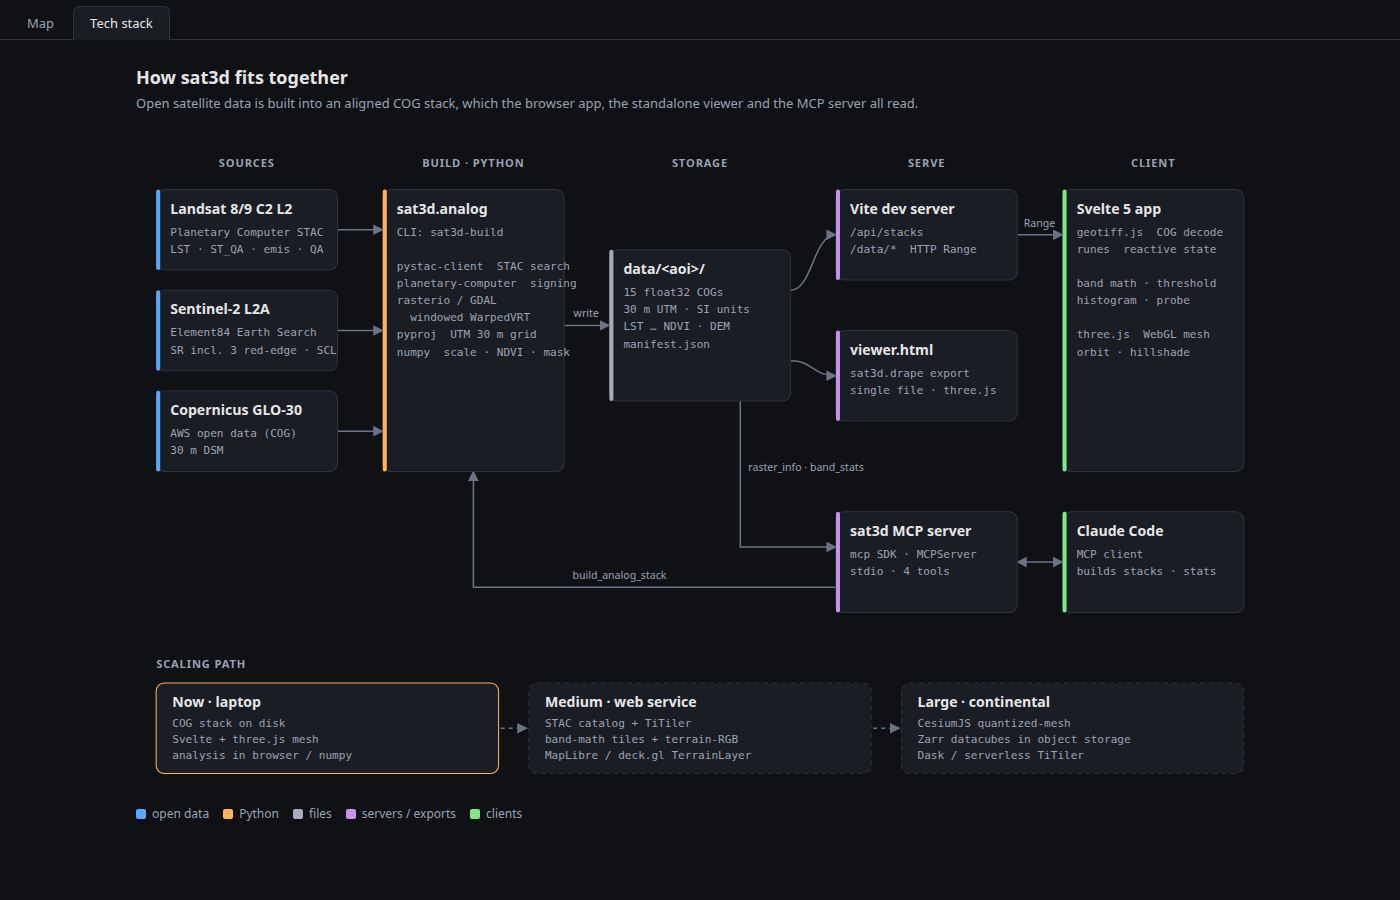 Map
Tech stack
How sat3d fits together
Open satellite data is built into an aligned COG stack, which the browser app, the standalone viewer and the MCP server all read.
SOURCES
BUILD · PYTHON
STORAGE
SERVE
CLIENT
Landsat 8/9 C2 L2
Planetary Computer STAC
LST · ST_QA · emis · QA
Sentinel-2 L2A
Element84 Earth Search
SR incl. 3 red-edge · SCL
Copernicus GLO-30
AWS open data (COG)
30 m DSM
sat3d.analog
CLI: sat3d-build
pystac-client  STAC search
planetary-computer  signing
rasterio / GDAL
windowed WarpedVRT
pyproj  UTM 30 m grid
numpy  scale · NDVI · mask
write
data/<aoi>/
15 float32 COGs
30 m UTM · SI units
LST … NDVI · DEM
manifest.json
Vite dev server
/api/stacks
/data/*  HTTP Range
Range
viewer.html
sat3d.drape export
single file · three.js
Svelte 5 app
geotiff.js  COG decode
runes  reactive state
band math · threshold
histogram · probe
three.js  WebGL mesh
orbit · hillshade
raster_info · band_stats
sat3d MCP server
mcp SDK · MCPServer
stdio · 4 tools
Claude Code
MCP client
builds stacks · stats
build_analog_stack
SCALING PATH
Now · laptop
COG stack on disk
Svelte + three.js mesh
analysis in browser / numpy
Medium · web service
STAC catalog + TiTiler
band-math tiles + terrain-RGB
MapLibre / deck.gl TerrainLayer
Large · continental
CesiumJS quantized-mesh
Zarr datacubes in object storage
Dask / serverless TiTiler
open data
Python
files
servers / exports
clients